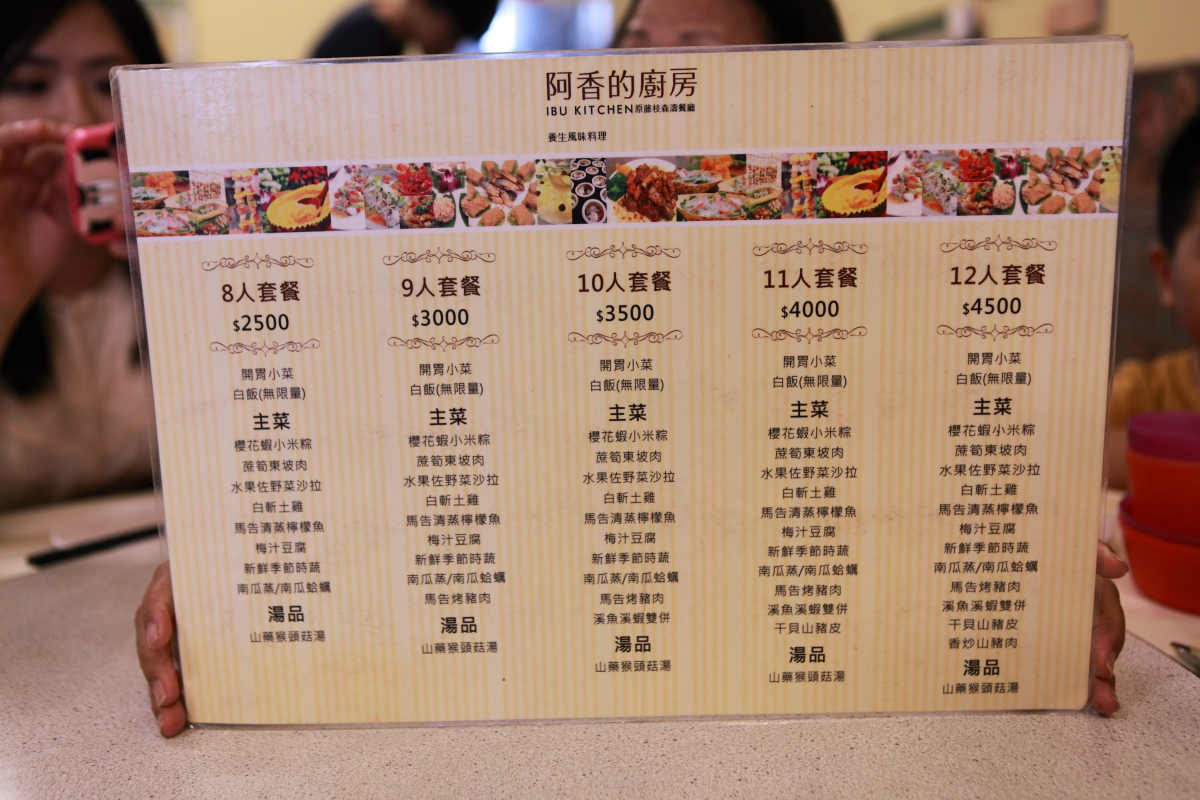 阿香的廚房
IBU KITCHEN原藤枝森濤餐廳
養生風味料理
8人套餐
$2500
開胃小菜
白飯(無限量)
主菜
櫻花蝦小米粽
蔗筍東坡肉
水果佐野菜沙拉
白斬土雞
馬告清蒸檸檬魚
梅汁豆腐
新鮮季節時蔬
南瓜蒸/南瓜蛤蠣
湯品
山藥猴頭菇湯
9人套餐
$3000
開胃小菜
白飯(無限量)
主菜
櫻花蝦小米粽
蔗筍東坡肉
水果佐野菜沙拉
白斬土雞
馬告清蒸檸檬魚
梅汁豆腐
新鮮季節時蔬
南瓜蒸/南瓜蛤蠣
馬告烤豬肉
湯品
山藥猴頭菇湯
10人套餐
$3500
開胃小菜
白飯(無限量)
主菜
櫻花蝦小米粽
蔗筍東坡肉
水果佐野菜沙拉
白斬土雞
馬告清蒸檸檬魚
梅汁豆腐
新鮮季節時蔬
南瓜蒸/南瓜蛤蠣
馬告烤豬肉
溪魚溪蝦雙併
湯品
山藥猴頭菇湯
11人套餐
$4000
開胃小菜
白飯(無限量)
主菜
櫻花蝦小米粽
蔗筍東坡肉
水果佐野菜沙拉
白斬土雞
馬告清蒸檸檬魚
梅汁豆腐
新鮮季節時蔬
南瓜蒸/南瓜蛤蠣
馬告烤豬肉
溪魚溪蝦雙併
干貝山豬皮
湯品
山藥猴頭菇湯
12人套餐
$4500
開胃小菜
白飯(無限量)
主菜
櫻花蝦小米粽
蔗筍東坡肉
水果佐野菜沙拉
白斬土雞
馬告清蒸檸檬魚
梅汁豆腐
新鮮季節時蔬
南瓜蒸/南瓜蛤蠣
馬告烤豬肉
溪魚溪蝦雙併
干貝山豬皮
香炒山豬肉
湯品
山藥猴頭菇湯